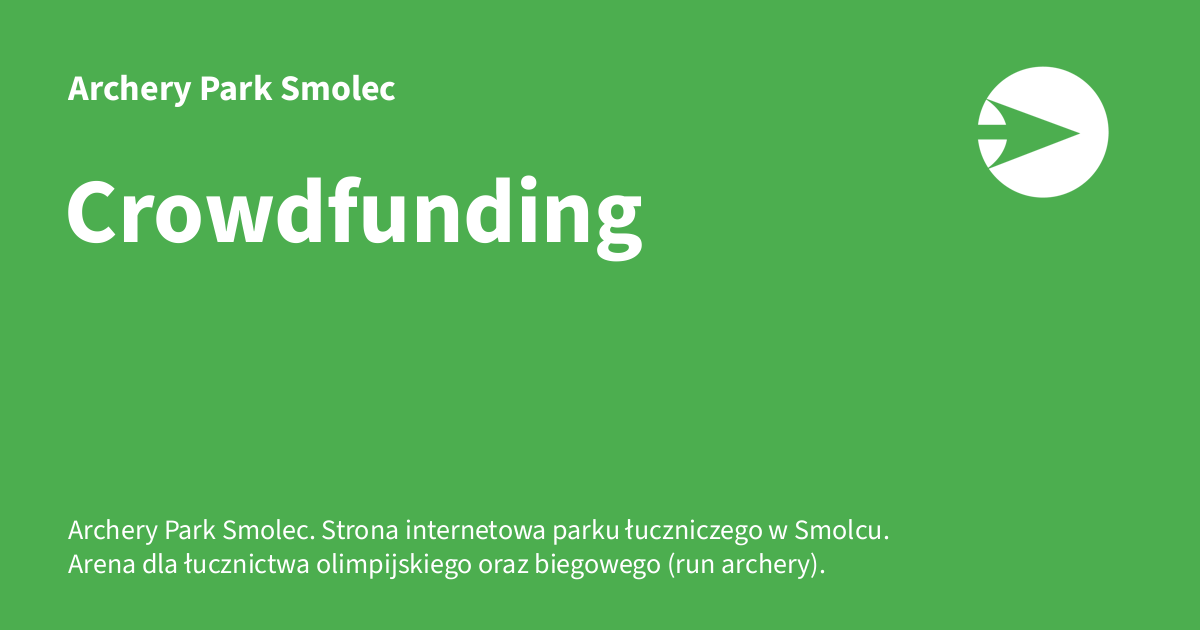 Archery Park Smolec
Crowdfunding
Archery Park Smolec. Strona internetowa parku łuczniczego w Smolcu.
Arena dla łucznictwa olimpijskiego oraz biegowego (run archery).